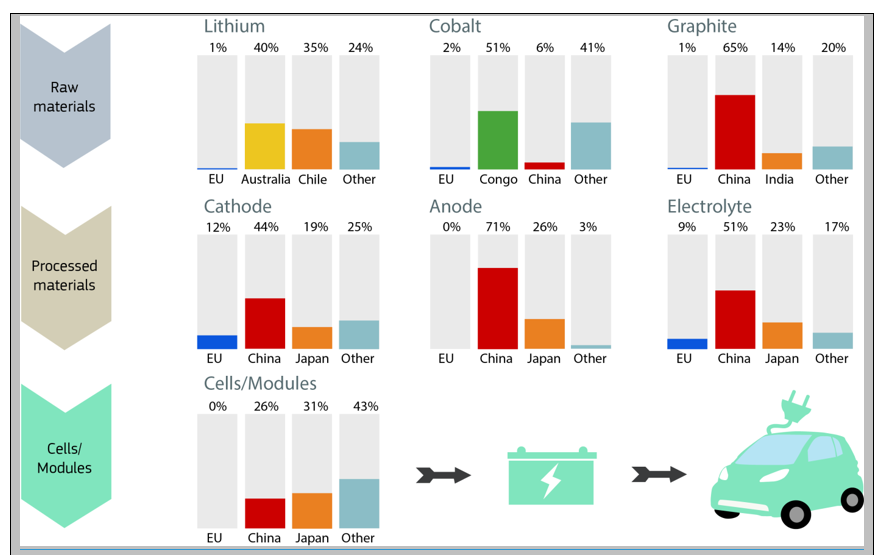 Lithium
1% 40% 35% 24%
EU Australia Chile Other
Cobalt
2% 51% 6% 41%
EU Congo China Other
Graphite
1% 65% 14% 20%
EU China India Other
Raw
materials
Cathode
12% 44% 19% 25%
EU China Japan Other
Anode
0% 71% 26% 3%
EU China Japan Other
Electrolyte
9% 51% 23% 17%
EU China Japan Other
Processed
materials
Cells/Modules
0% 26% 31% 43%
EU China Japan Other
Cells/
Modules